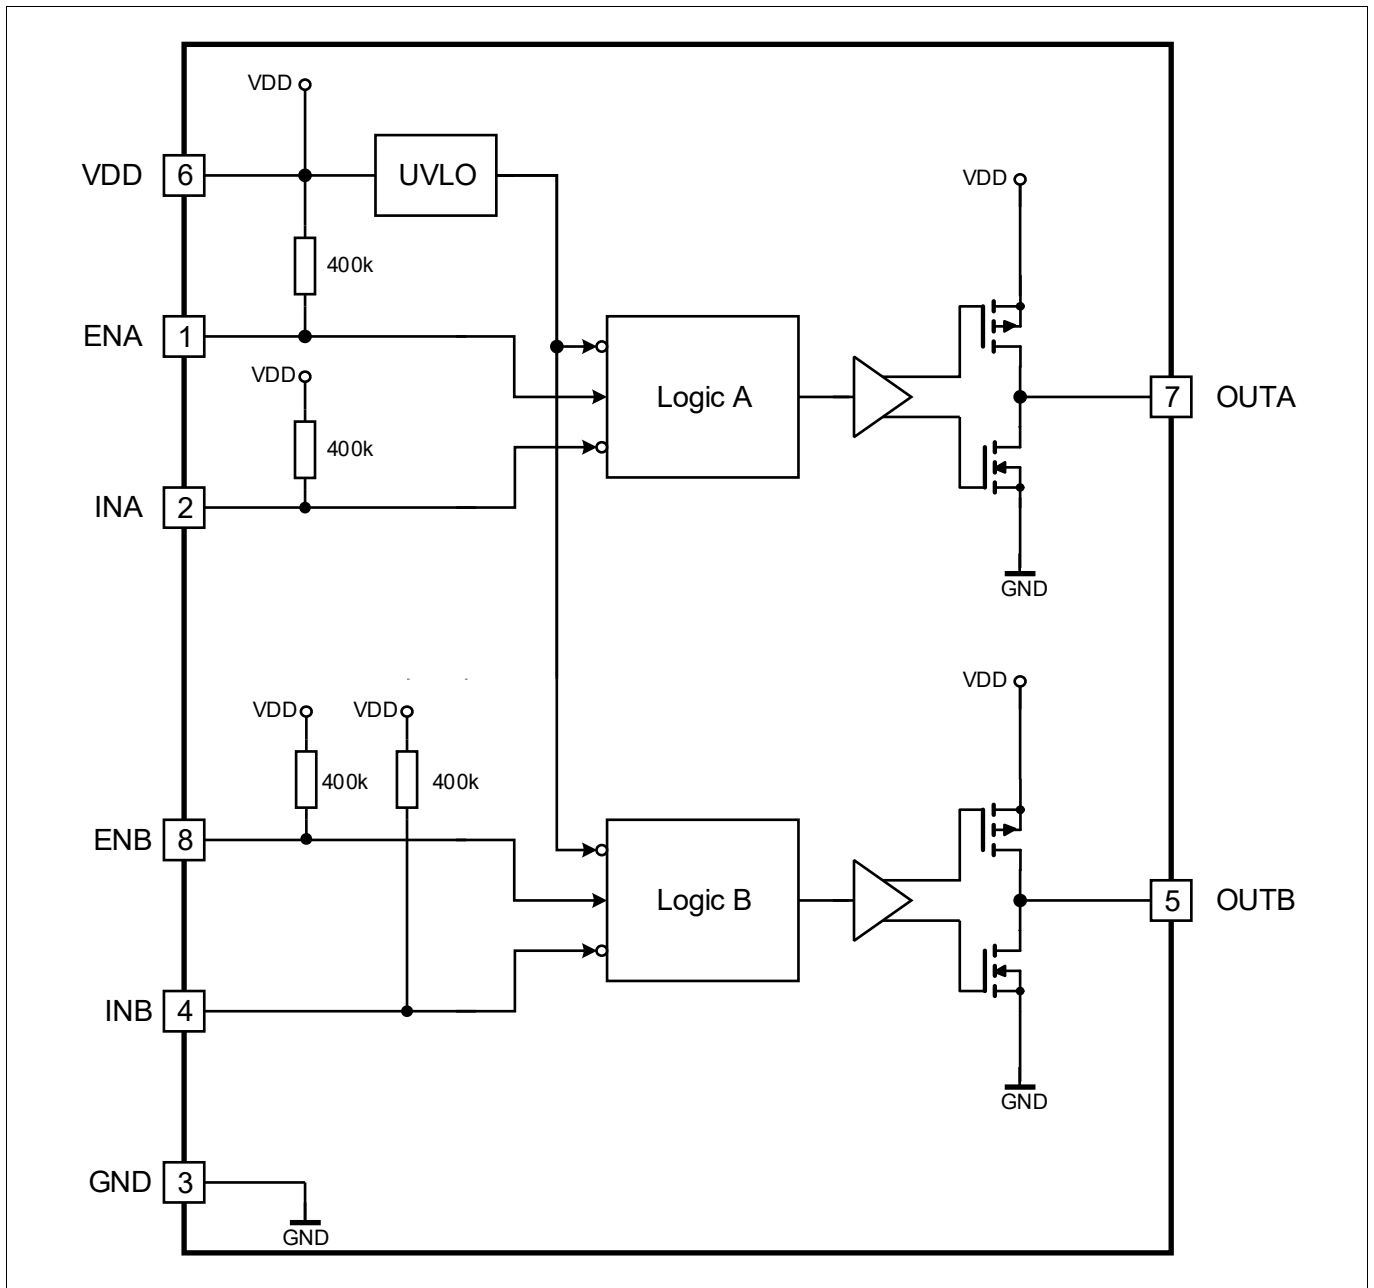 VDD
VDD 6 UVLO
VDD
400k
ENA 1
VDD
Logic A
7 OUTA
400k
INA 2
GND
VDD
VDD VDD
400k 400k
ENB 8
Logic B
5 OUTB
INB 4
GND
GND 3
GND